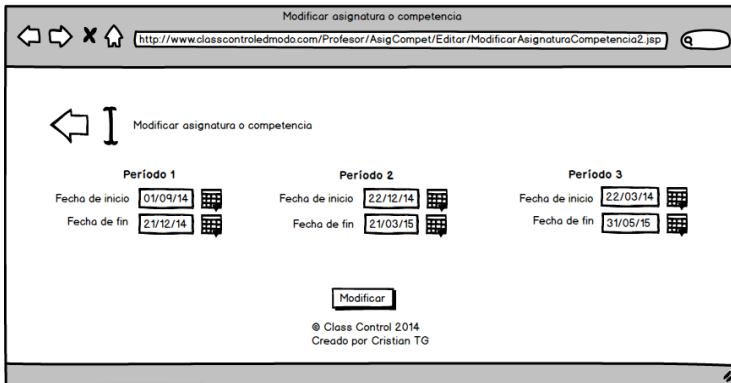 Modificar asignatura o competencia
http://www.classcontroledmodo.com/Profesor/AsigCompet/Editar/ModificarAsignaturaCompetencia2.jsp
Modificar asignatura o competencia
Período 1
Fecha de inicio 01/09/14
Fecha de fin 21/12/14
Período 2
Fecha de inicio 22/12/14
Fecha de fin 21/03/15
Período 3
Fecha de inicio 22/03/14
Fecha de fin 31/05/15
Modificar
© Class Control 2014
Creado por Cristian TG